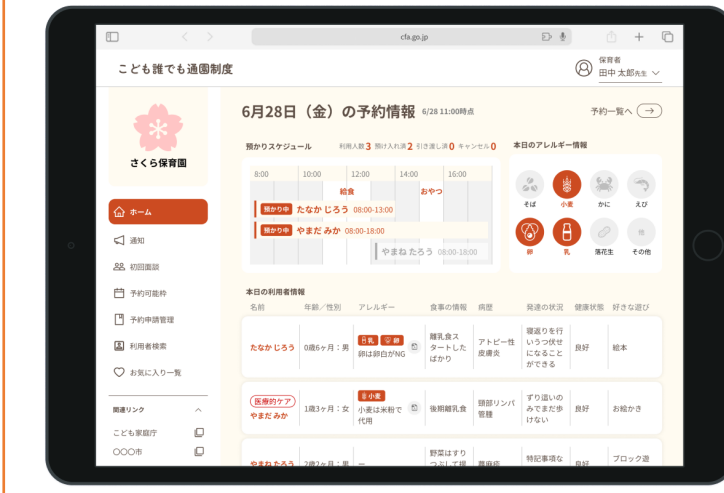 cfa.go.jp
こども誰でも通園制度
保育者
田中 太郎先生
さくら保育園
ホーム
通知
初回面談
予約可能枠
予約申請管理
利用者検索
お気に入り一覧
関連リンク
こども家庭庁
〇〇〇市
6月28日（金）の予約情報 6/28 11:00時点
予約一覧へ
預かりスケジュール 利用人数3 預け入れ済2 引き渡し済0 キャンセル0
8:00 10:00 12:00 14:00 16:00
給食 おやつ
預かり中 たなか じろう 08:00-13:00
預かり中 やまだ みか 08:00-18:00
やまね たろう 08:00-18:00
本日のアレルギー情報
そば 小麦 かに えび
他
卵 乳 落花生 その他
本日の利用者情報
名前 年齢／性別 アレルギー 食事の情報 病歴 発達の状況 健康状態 好きな遊び
たなか じろう 0歳6ヶ月：男
乳 卵
卵は卵白がNG
離乳食ス
タートした
ばかり
アトピー性
皮膚炎
寝返りを行
いうつ伏せ
になること
ができる
良好 絵本
医療的ケア
やまだ みか
1歳3ヶ月：女
小麦
小麦は米粉で
代用
後期離乳食
頸部リンパ
管腫
ずり這いの
みでまだ歩
けない
良好 お絵かき
やまね たろう 2歳2ヶ月：男 ー
野菜はすり
つぶして提
蕁麻疹
特記事項な
良好
ブロック遊